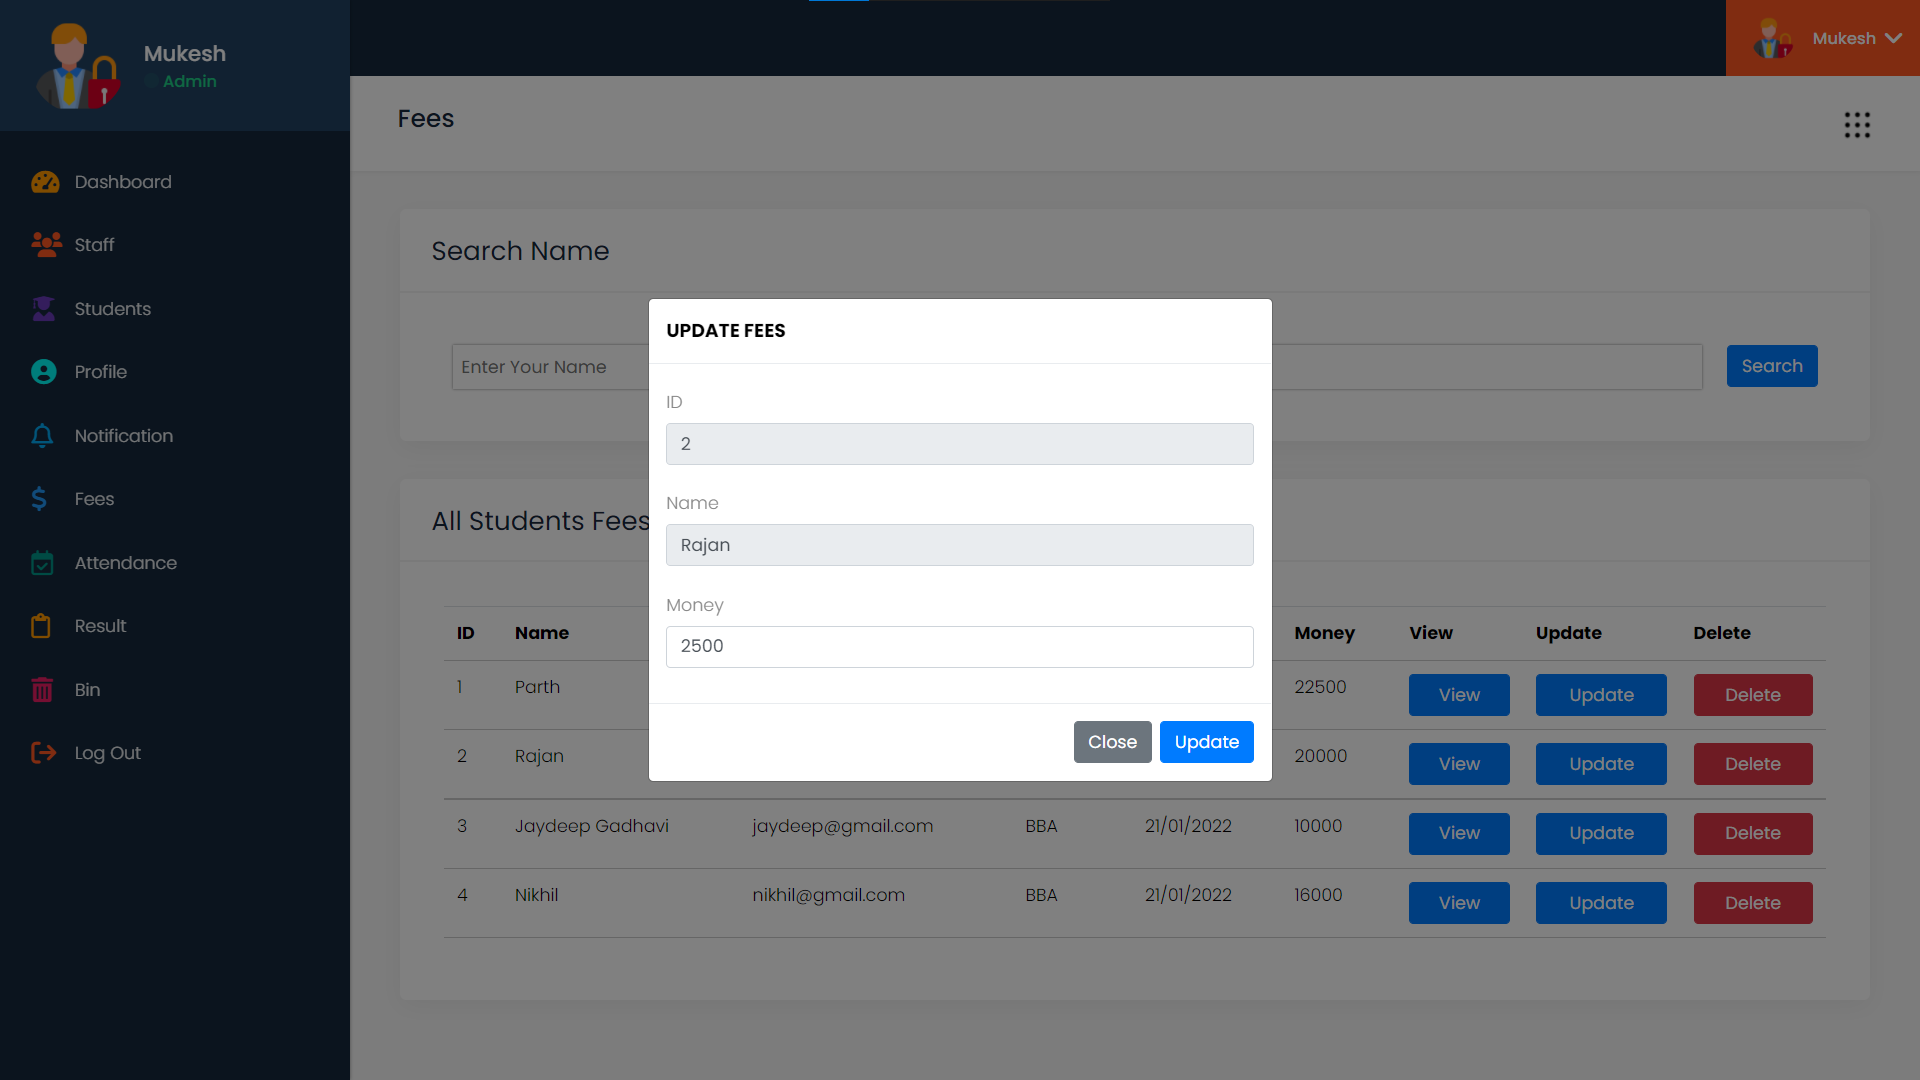 Mukesh
Admin
Mukesh
Dashboard
Staff
Students
Profile
Notification
Fees
Attendance
Result
Bin
Log Out
Fees
Search Name
Enter Your Name
Search
All Students Fees
ID Name Money View Update Delete
1 Parth 22500 View Update Delete
2 Rajan 20000 View Update Delete
3 Jaydeep Gadhavi jaydeep@gmail.com BBA 21/01/2022 10000 View Update Delete
4 Nikhil nikhil@gmail.com BBA 21/01/2022 16000 View Update Delete
UPDATE FEES
ID
2
Name
Rajan
Money
2500
Close Update